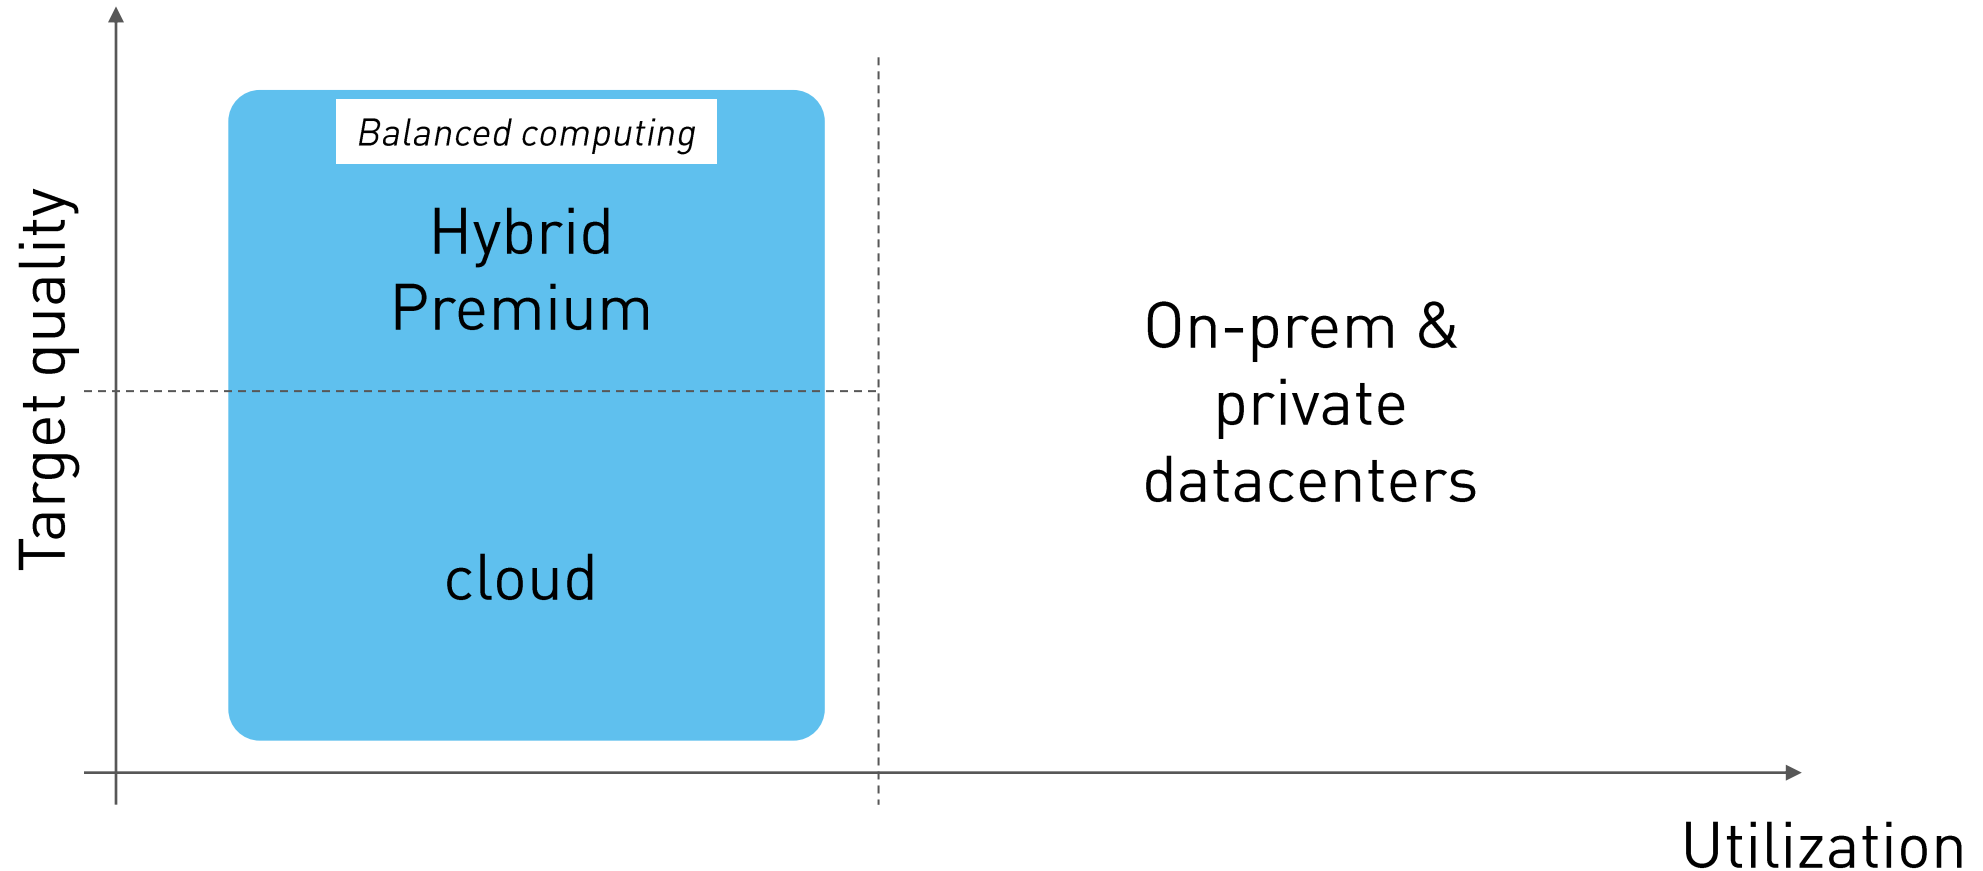 Target quality
Balanced computing
Hybrid
Premium
cloud
On-prem &
private
datacenters
Utilization